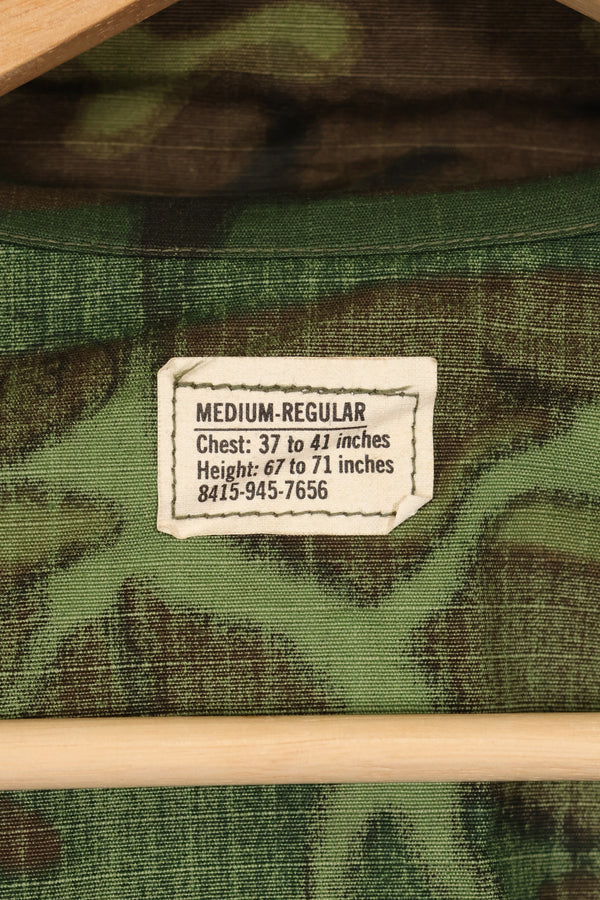 MEDIUM-REGULAR
Chest: 37 to 41 inches
Height: 67 to 71 inches
8415-945-7656